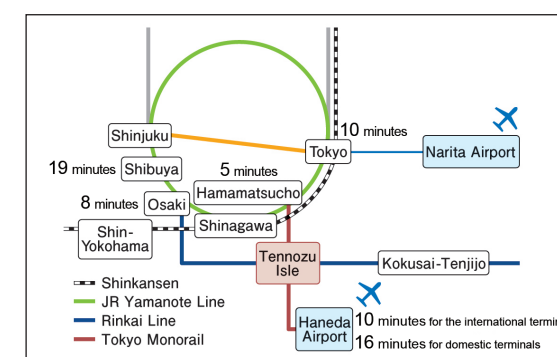 Shinjuku
10 minutes
Tokyo
Narita Airport
19 minutes
Shibuya
5 minutes
Hamamatsucho
8 minutes
Osaki
Shinagawa
Shin-
Yokohama
Tennozu
Isle
Kokusai-Tenjijo
Shinkansen
JR Yamanote Line
Rinkai Line
Tokyo Monorail
Haneda
Airport
10 minutes for the international
16 minutes for domestic terminals